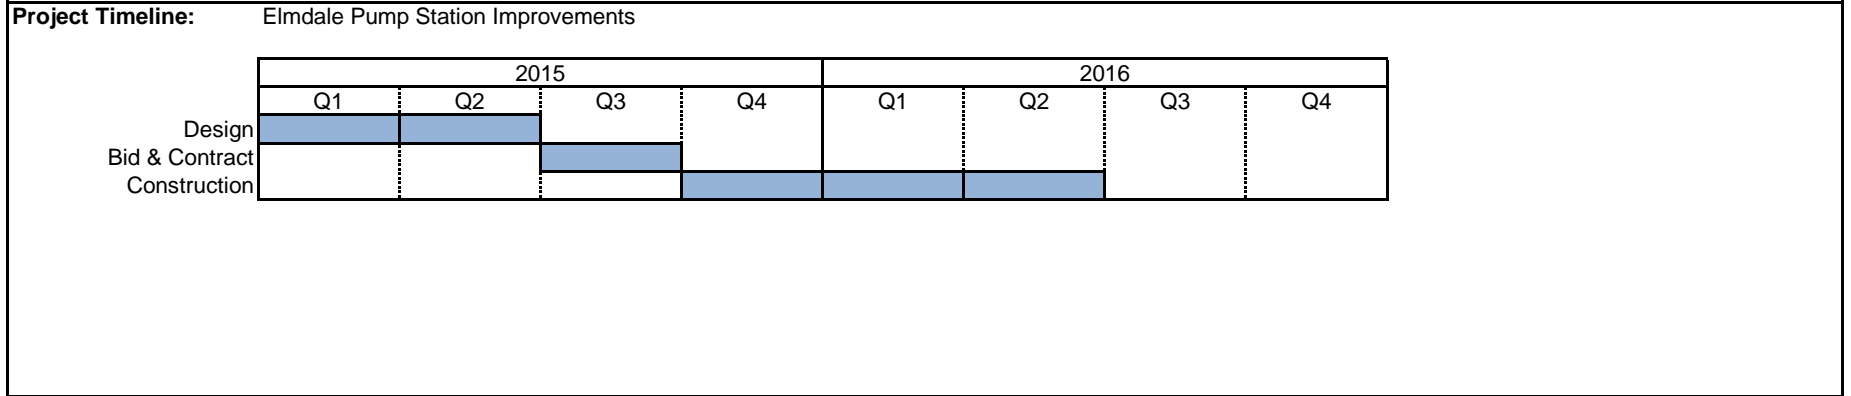 Project Timeline: Elmdale Pump Station Improvements
2015 2016
Q1 Q2 Q3 Q4 Q1 Q2 Q3 Q4
Design
Bid & Contract
Construction